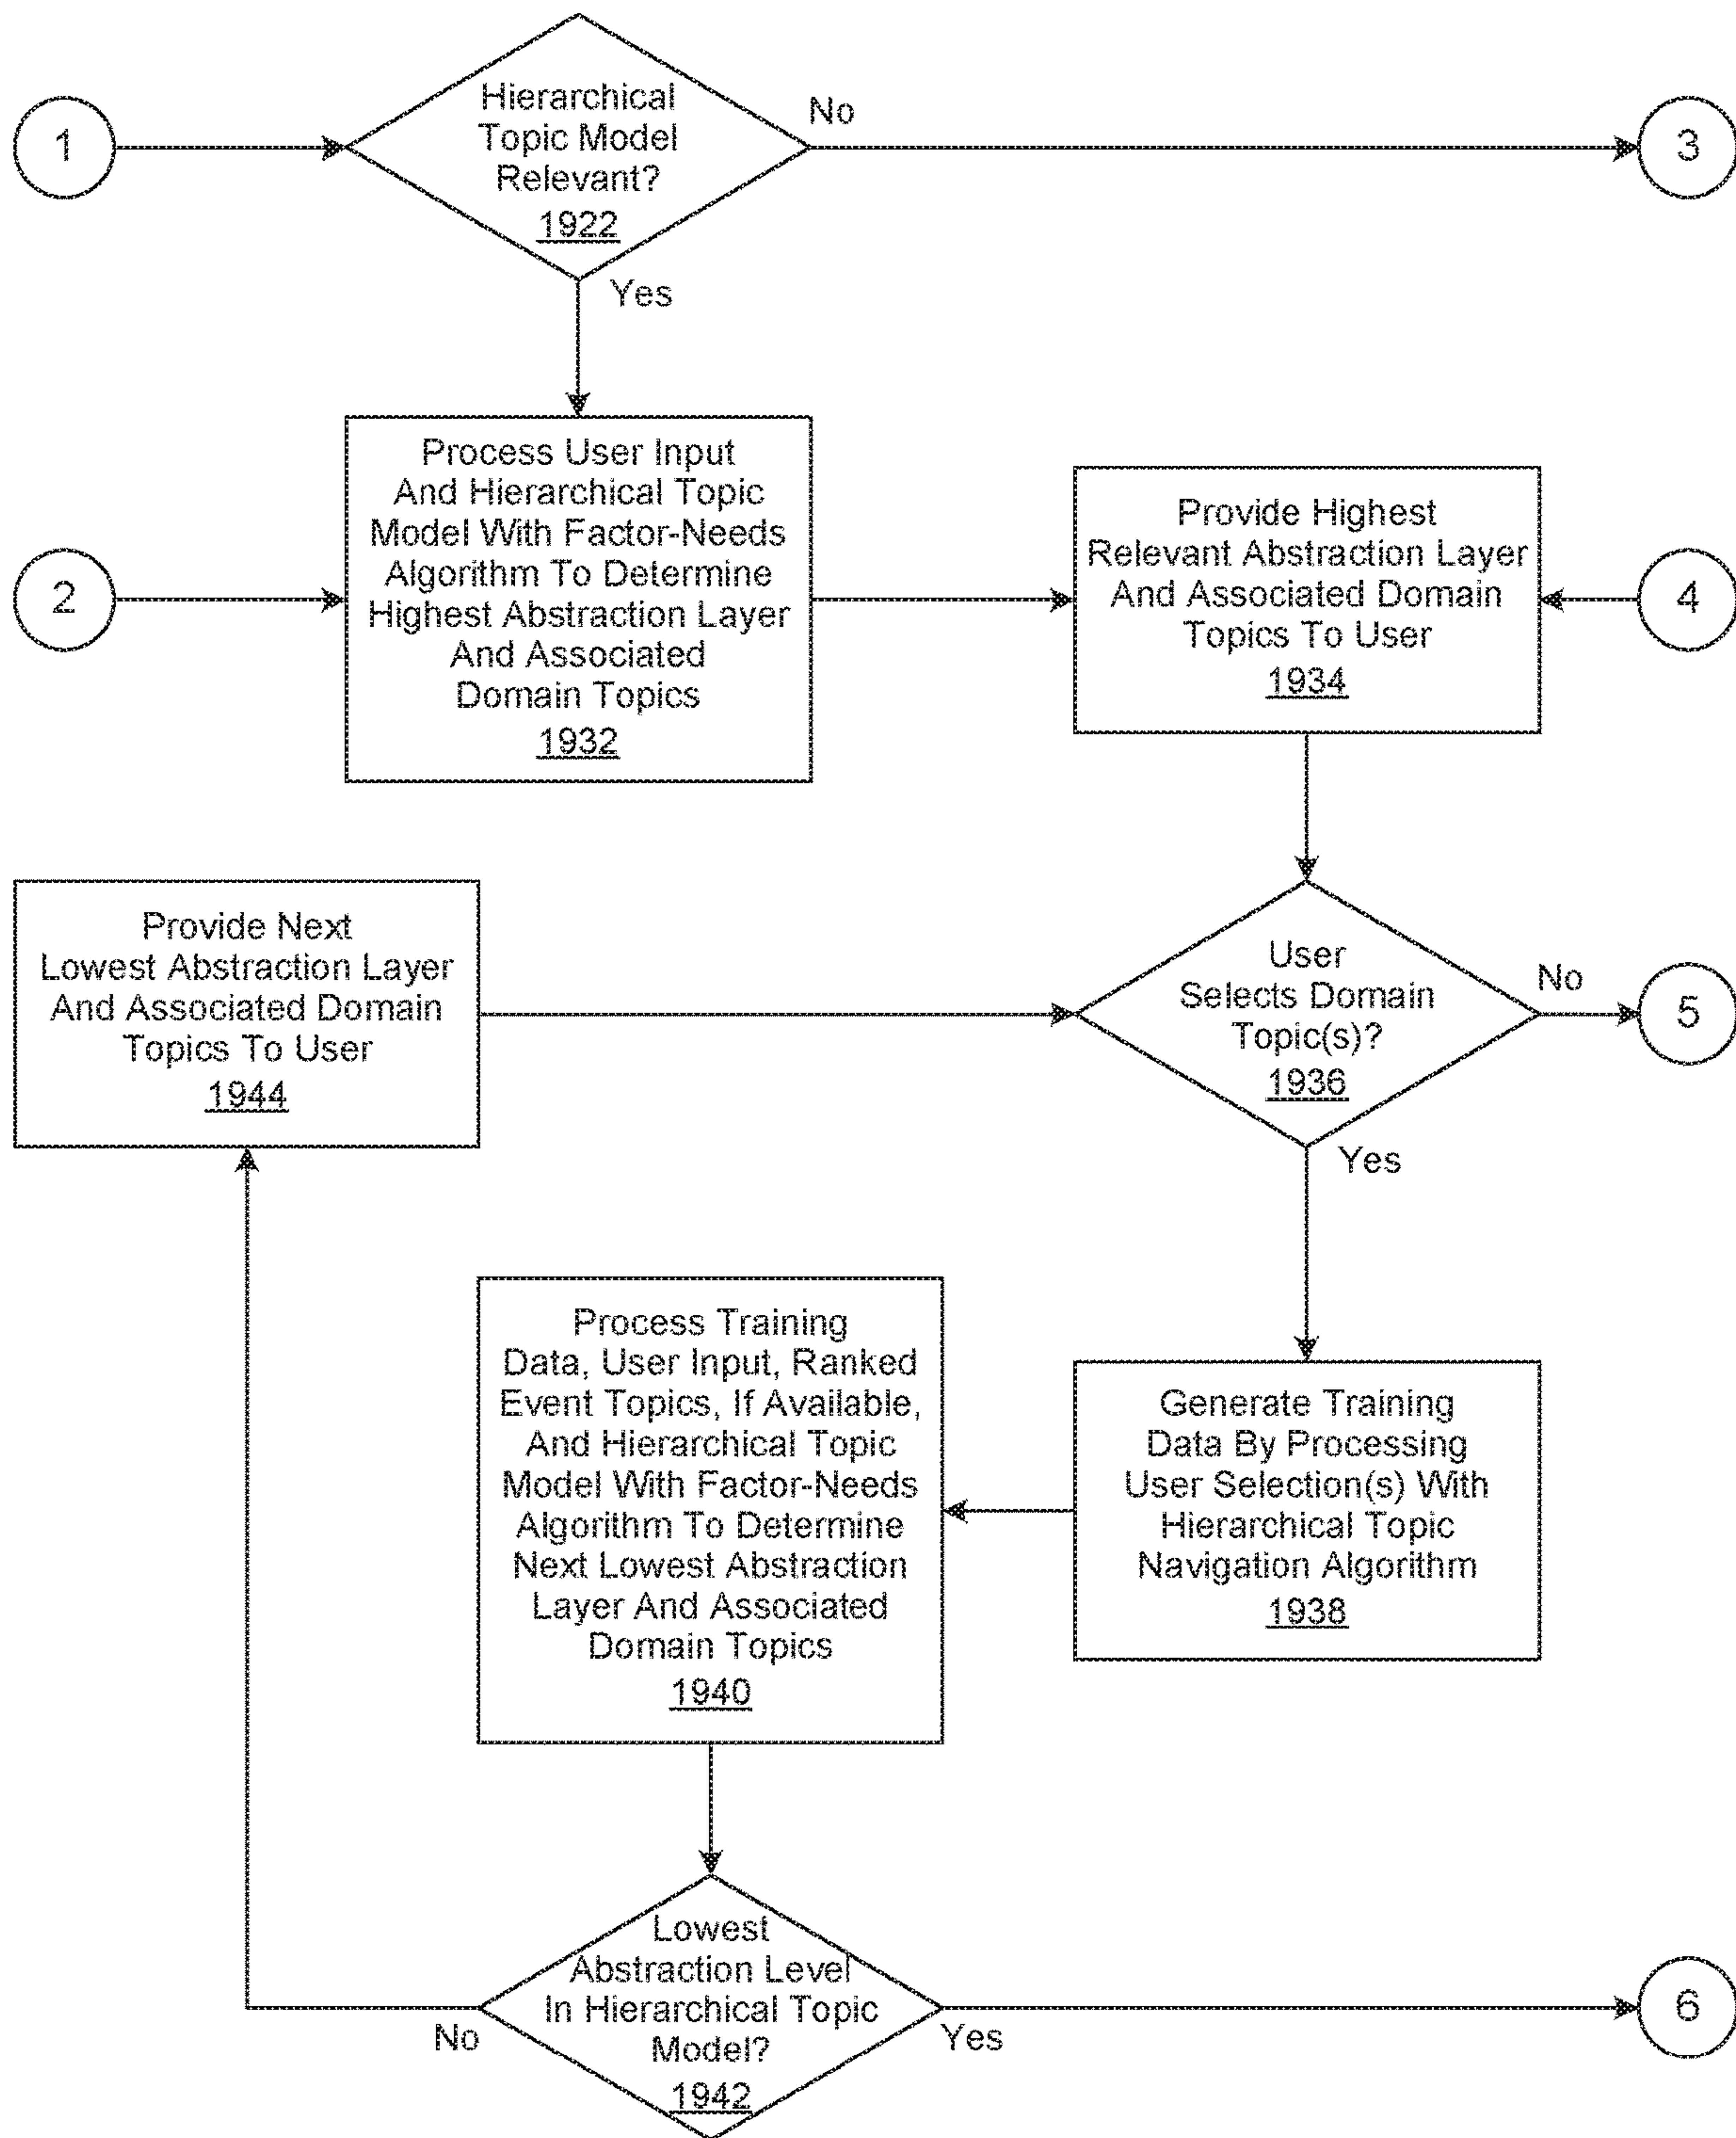 1
Hierarchical
Topic Model
Relevant?
1922
No
3
Yes
2
Process User Input
And Hierarchical Topic
Model With Factor-Needs
Algorithm To Determine
Highest Abstraction Layer
And Associated
Domain Topics
1932
Provide Highest
Relevant Abstraction Layer
And Associated Domain
Topics To User
1934
4
Provide Next
Lowest Abstraction Layer
And Associated Domain
Topics To User
1944
User
Selects Domain
Topic(s)?
1936
No
5
Yes
Process Training
Data, User Input, Ranked
Event Topics, If Available,
And Hierarchical Topic
Model With Factor-Needs
Algorithm To Determine
Next Lowest Abstraction
Layer And Associated
Domain Topics
1940
Generate Training
Data By Processing
User Selection(s) With
Hierarchical Topic
Navigation Algorithm
1938
Lowest
Abstraction Level
In Hierarchical Topic
Model?
1942
No
Yes
6